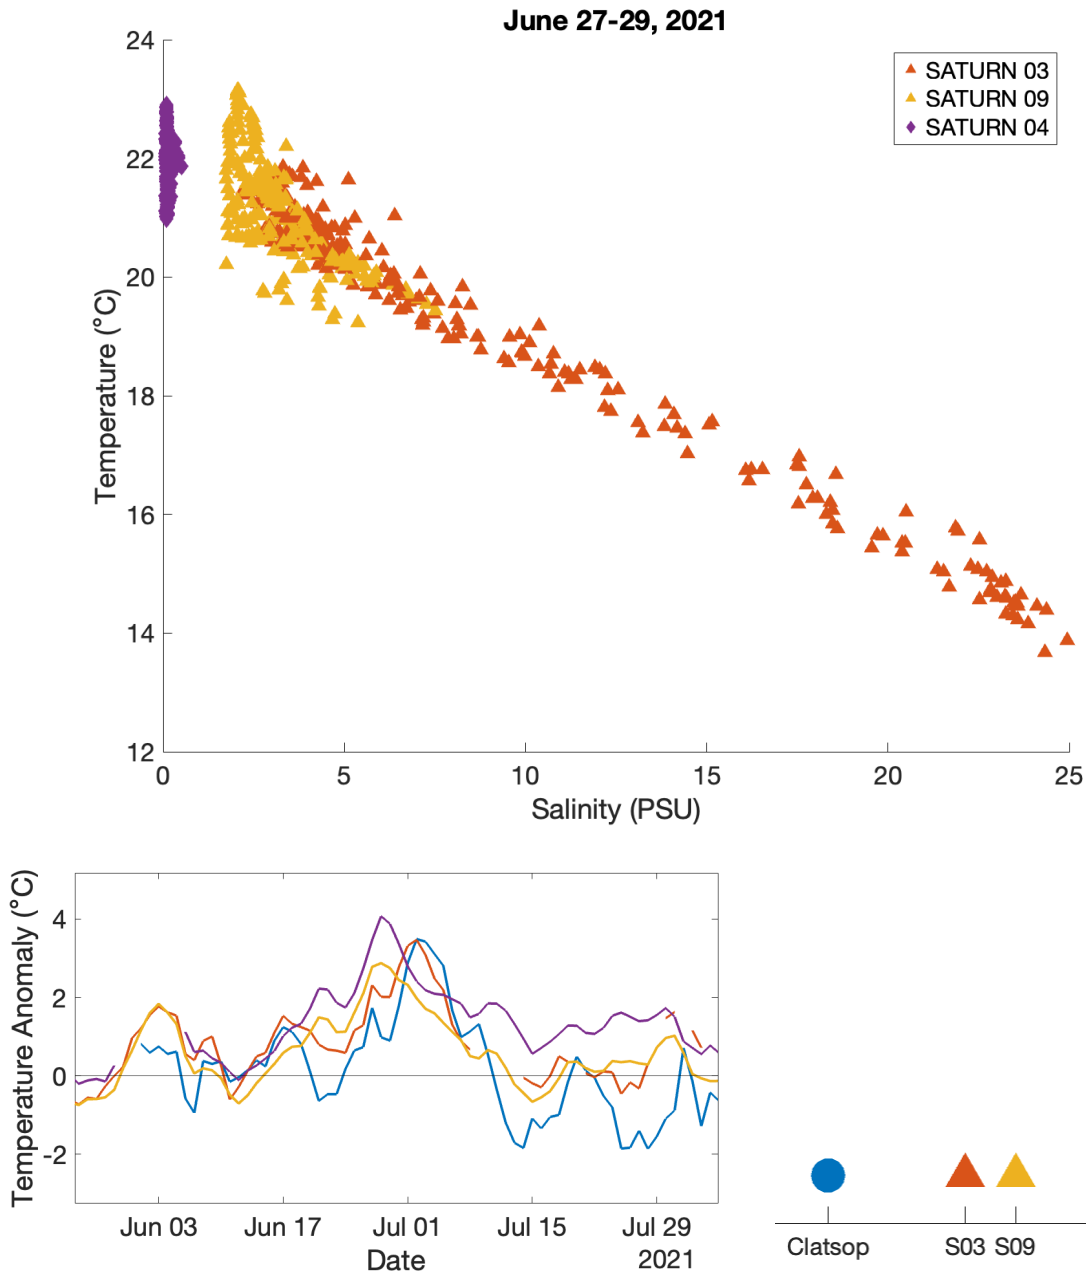 June 27-29, 2021
24
22
20
18
16
14
12
Temperature (°C)
SATURN 03
SATURN 09
SATURN 04
0 5 10 15 20 25
Salinity (PSU)
Temperature Anomaly (°C)
4
2
0
-2
Jun 03 Jun 17 Jul 01 Jul 15 Jul 29
Date
2021
Clatsop S03 S09